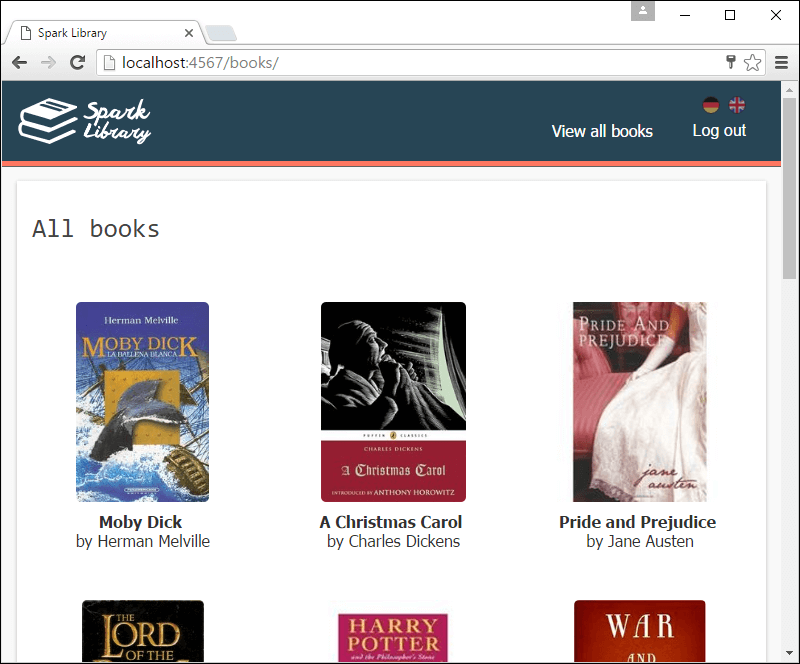 Spark Library
localhost:4567/books/
Spark
Library
View all books
Log out
All books
Herman Melville
MOBY DICK
LA BALLENA BLANCA
PUFFIN CLASSICS
CHARLES DICKENS
A Christmas Carol
INTRODUCED BY ANTHONY HOROWITZ
PRIDE AND
PREJUDICE
jane
austen
Moby Dick
by Herman Melville
A Christmas Carol
by Charles Dickens
Pride and Prejudice
by Jane Austen
THE
LORD
OF THE
HARRY
POTTER
and the Philosopher's Stone
WAR
AND